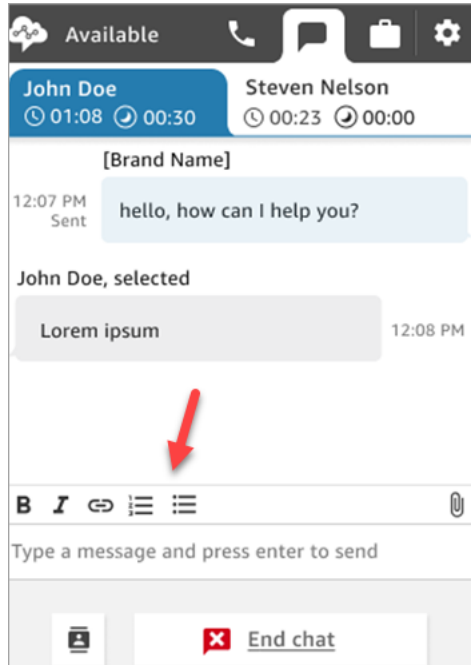 Available
John Doe
01:08 00:30
Steven Nelson
00:23 00:00
[Brand Name]
12:07 PM
Sent
hello, how can I help you?
John Doe, selected
Lorem ipsum
12:08 PM
B I
Type a message and press enter to send
End chat